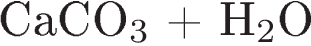 CaCO₃ + H₂O